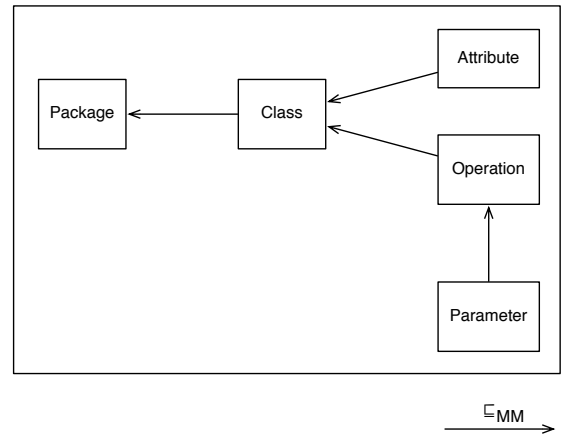 Attribute
Package
Class
Operation
Parameter
⊑MM